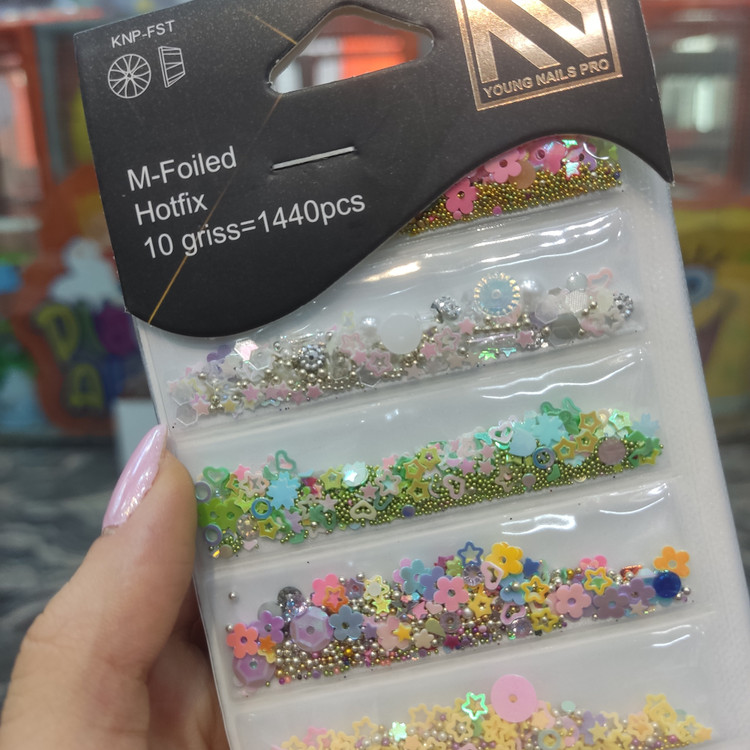 KNP-FST
YOUNG NAILS PRO
M-Foiled
Hotfix
10 griss=1440pcs